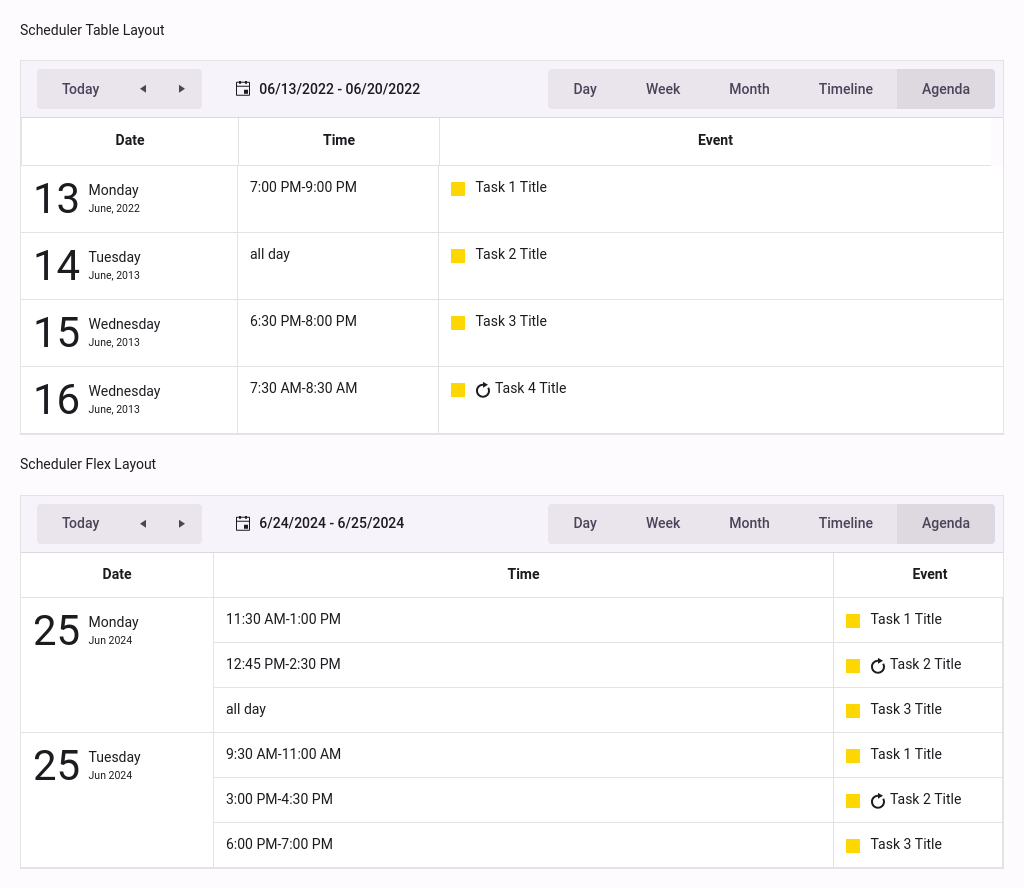 Scheduler Table Layout
Today 06/13/2022 - 06/20/2022 Day Week Month Timeline Agenda
Date Time Event
13 Monday 7:00 PM-9:00 PM Task 1 Title
June, 2022
14 Tuesday all day Task 2 Title
June, 2013
15 Wednesday 6:30 PM-8:00 PM Task 3 Title
June, 2013
16 Wednesday 7:30 AM-8:30 AM Task 4 Title
June, 2013
Scheduler Flex Layout
Today 6/24/2024 - 6/25/2024 Day Week Month Timeline Agenda
Date Time Event
25 Monday 11:30 AM-1:00 PM Task 1 Title
Jun 2024
12:45 PM-2:30 PM Task 2 Title
all day Task 3 Title
25 Tuesday 9:30 AM-11:00 AM Task 1 Title
Jun 2024
3:00 PM-4:30 PM Task 2 Title
6:00 PM-7:00 PM Task 3 Title